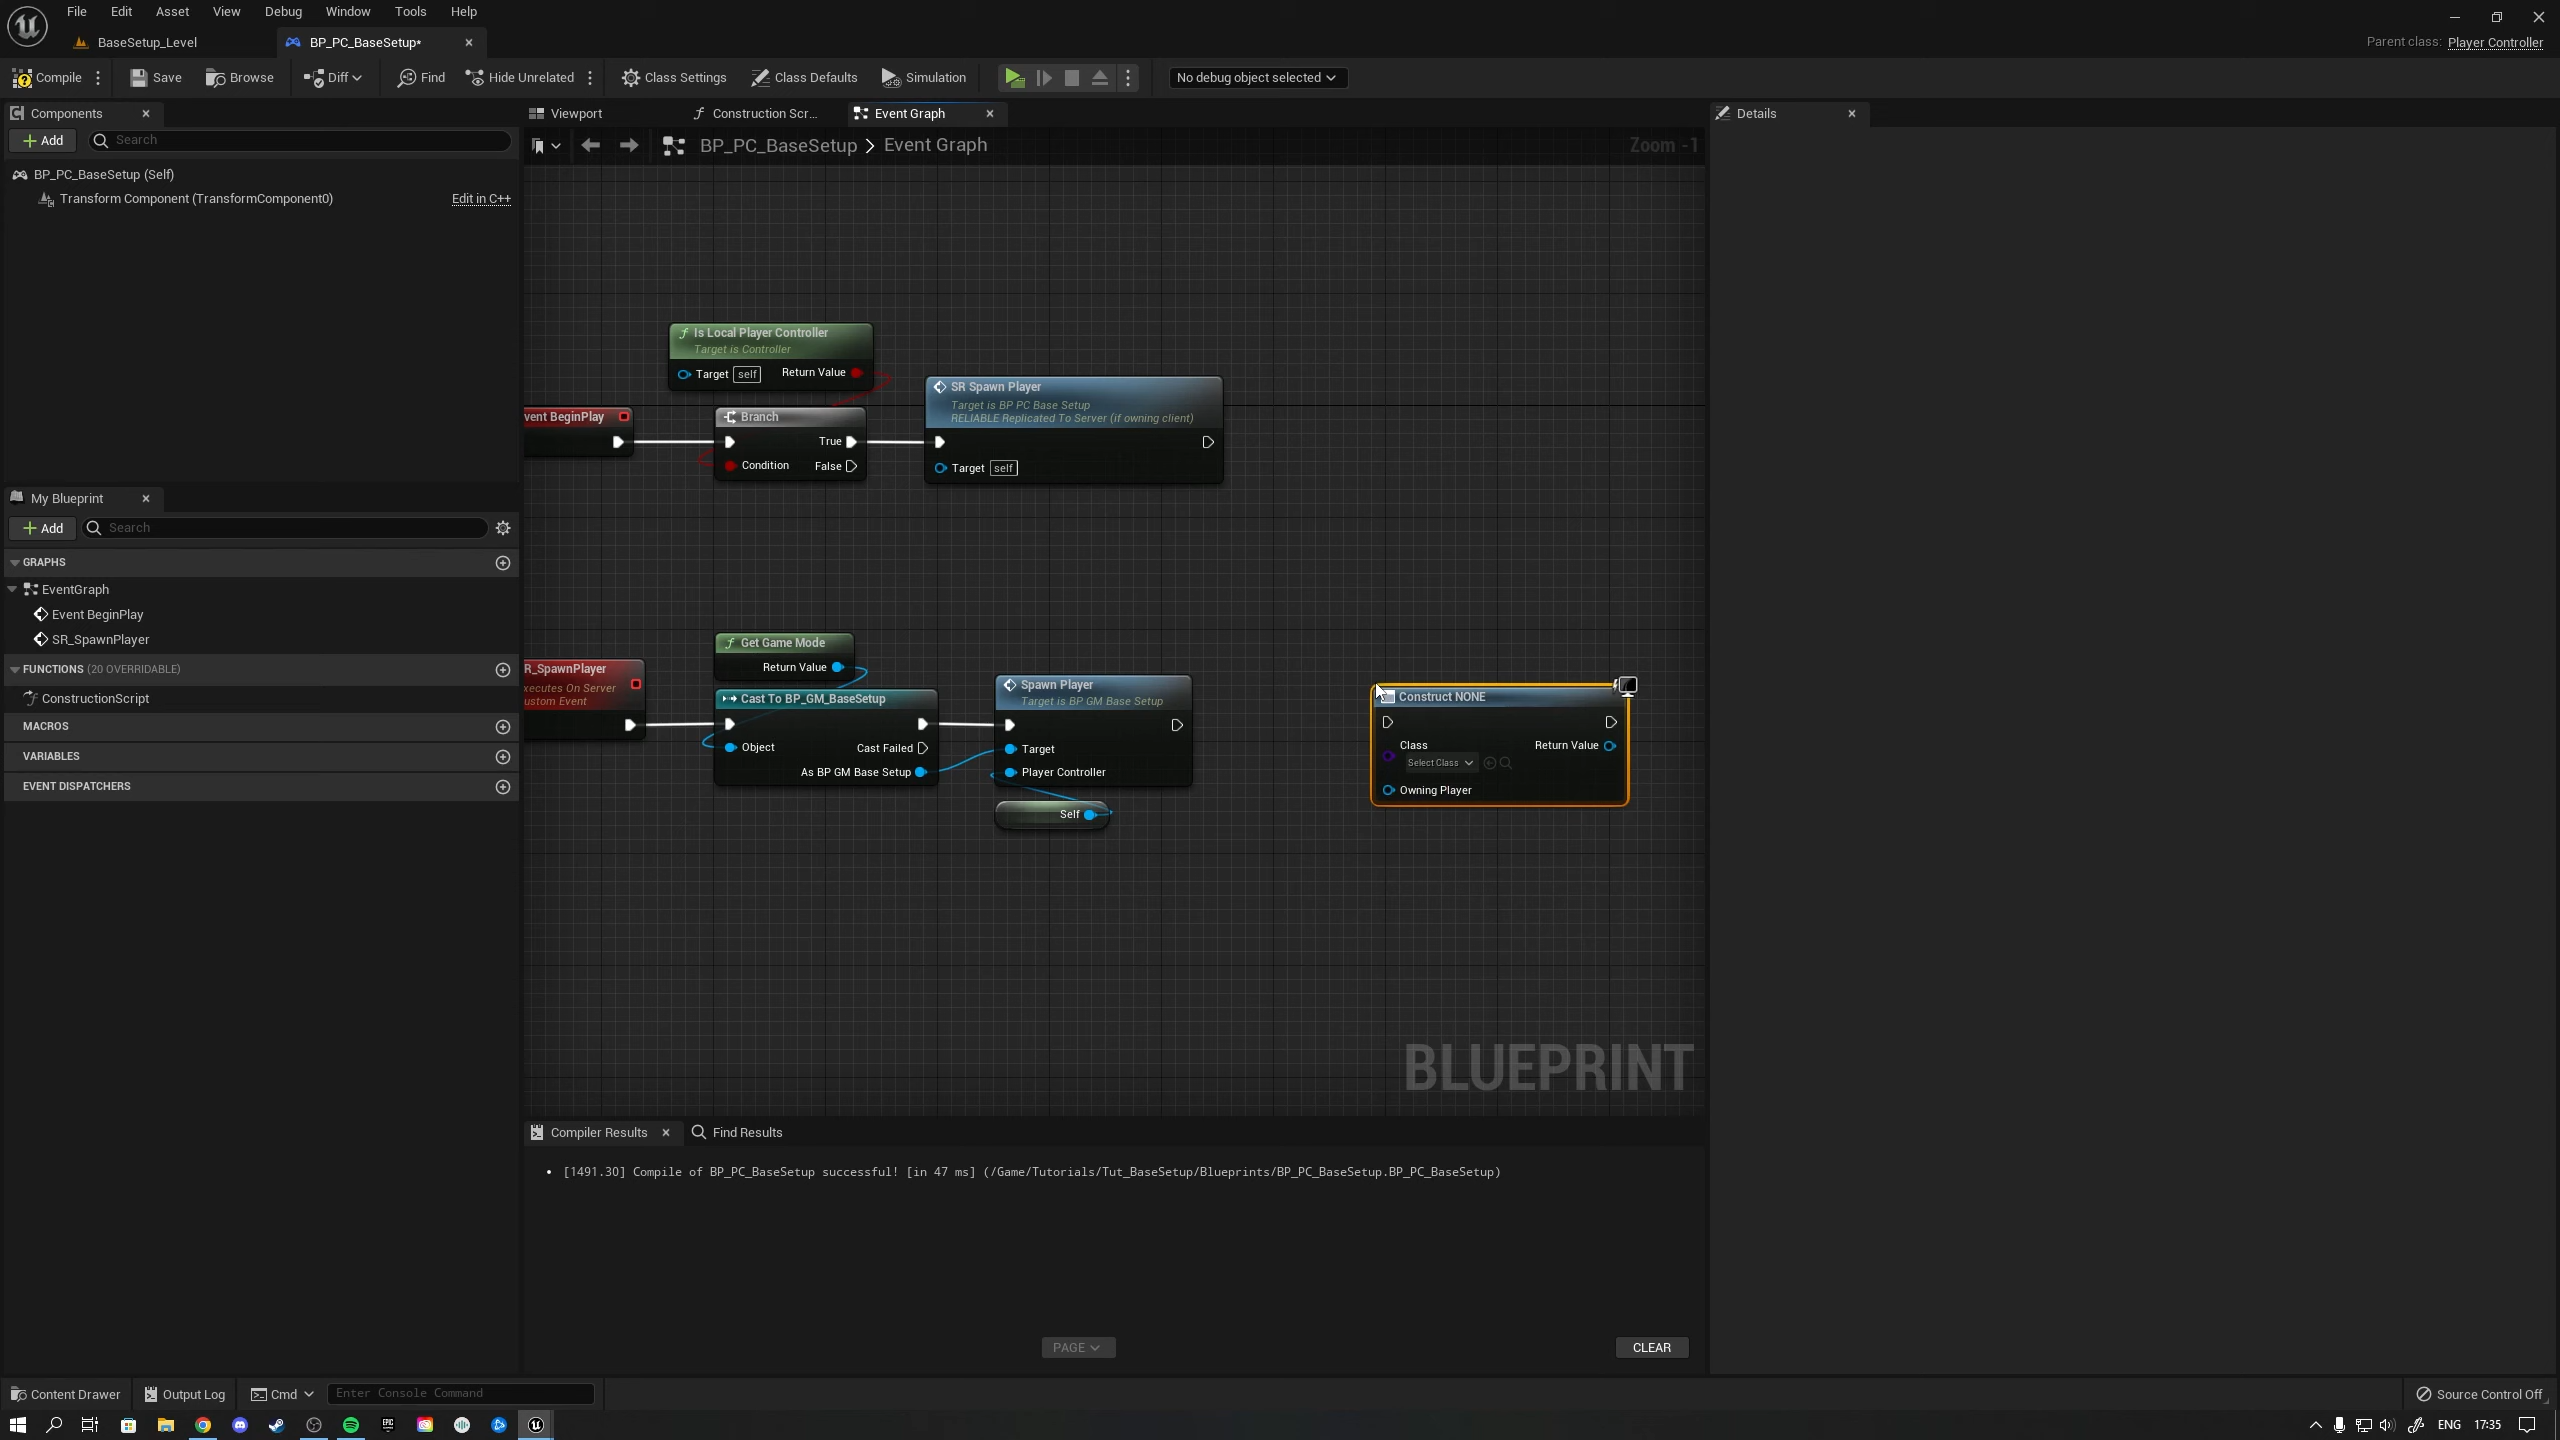 File Edit Asset View Debug Window Tools Help
BaseSetup_Level
BP_PC_BaseSetup*
Parent class: Player Controller
Compile Save Browse Diff Find Hide Unrelated Class Settings Class Defaults Simulation No debug object selected
Components
Add Search
BP_PC_BaseSetup (Self)
Transform Component (TransformComponent0) Edit in C++
My Blueprint
Add Search
GRAPHS
EventGraph
Event BeginPlay
SR_SpawnPlayer
FUNCTIONS (20 OVERRIDABLE)
ConstructionScript
MACROS
VARIABLES
EVENT DISPATCHERS
Viewport Construction Scr... Event Graph
BP_PC_BaseSetup > Event Graph
Zoom -1
Is Local Player Controller
Target is Controller
Target self Return Value
vent BeginPlay
Branch
True
Condition False
SR Spawn Player
Target is BP PC Base Setup
RELIABLE Replicated To Server (if owning client)
Target self
Get Game Mode
Return Value
R_SpawnPlayer
xecutes On Server
ustom Event
Cast To BP_GM_BaseSetup
Object Cast Failed
As BP GM Base Setup
Spawn Player
Target is BP GM Base Setup
Target
Player Controller
Self
Construct NONE
Class Return Value
Select Class
Owning Player
BLUEPRINT
Details
Compiler Results Find Results
• [1491.30] Compile of BP_PC_BaseSetup successful! [in 47 ms] (/Game/Tutorials/Tut_BaseSetup/Blueprints/BP_PC_BaseSetup.BP_PC_BaseSetup)
PAGE CLEAR
Content Drawer Output Log Cmd Enter Console Command Source Control Off
ENG 17:35